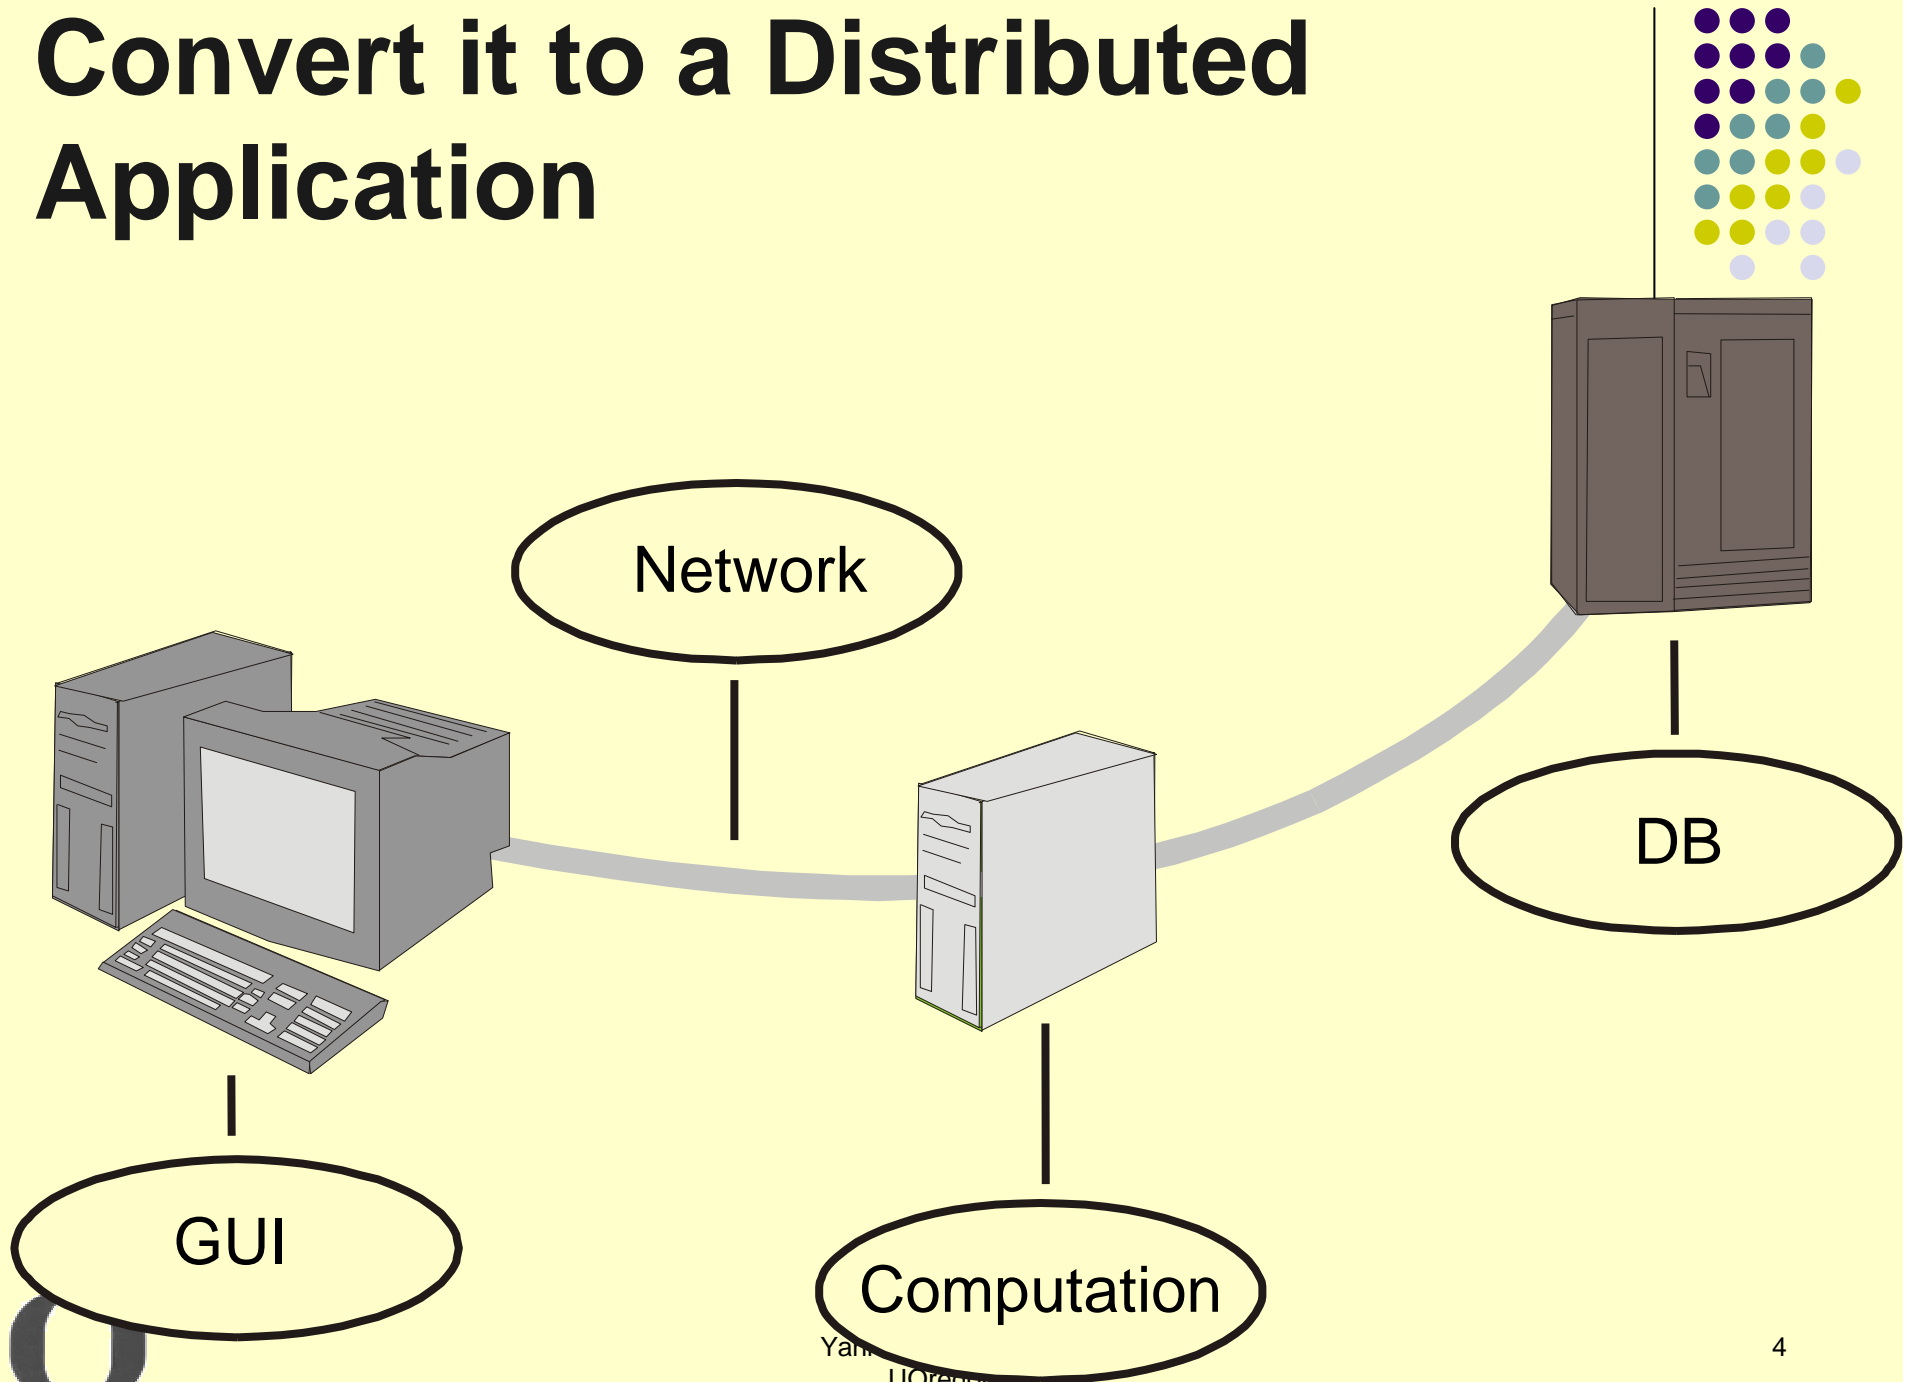 Convert it to a Distributed
Application
Network
DB
GUI
Computation
4